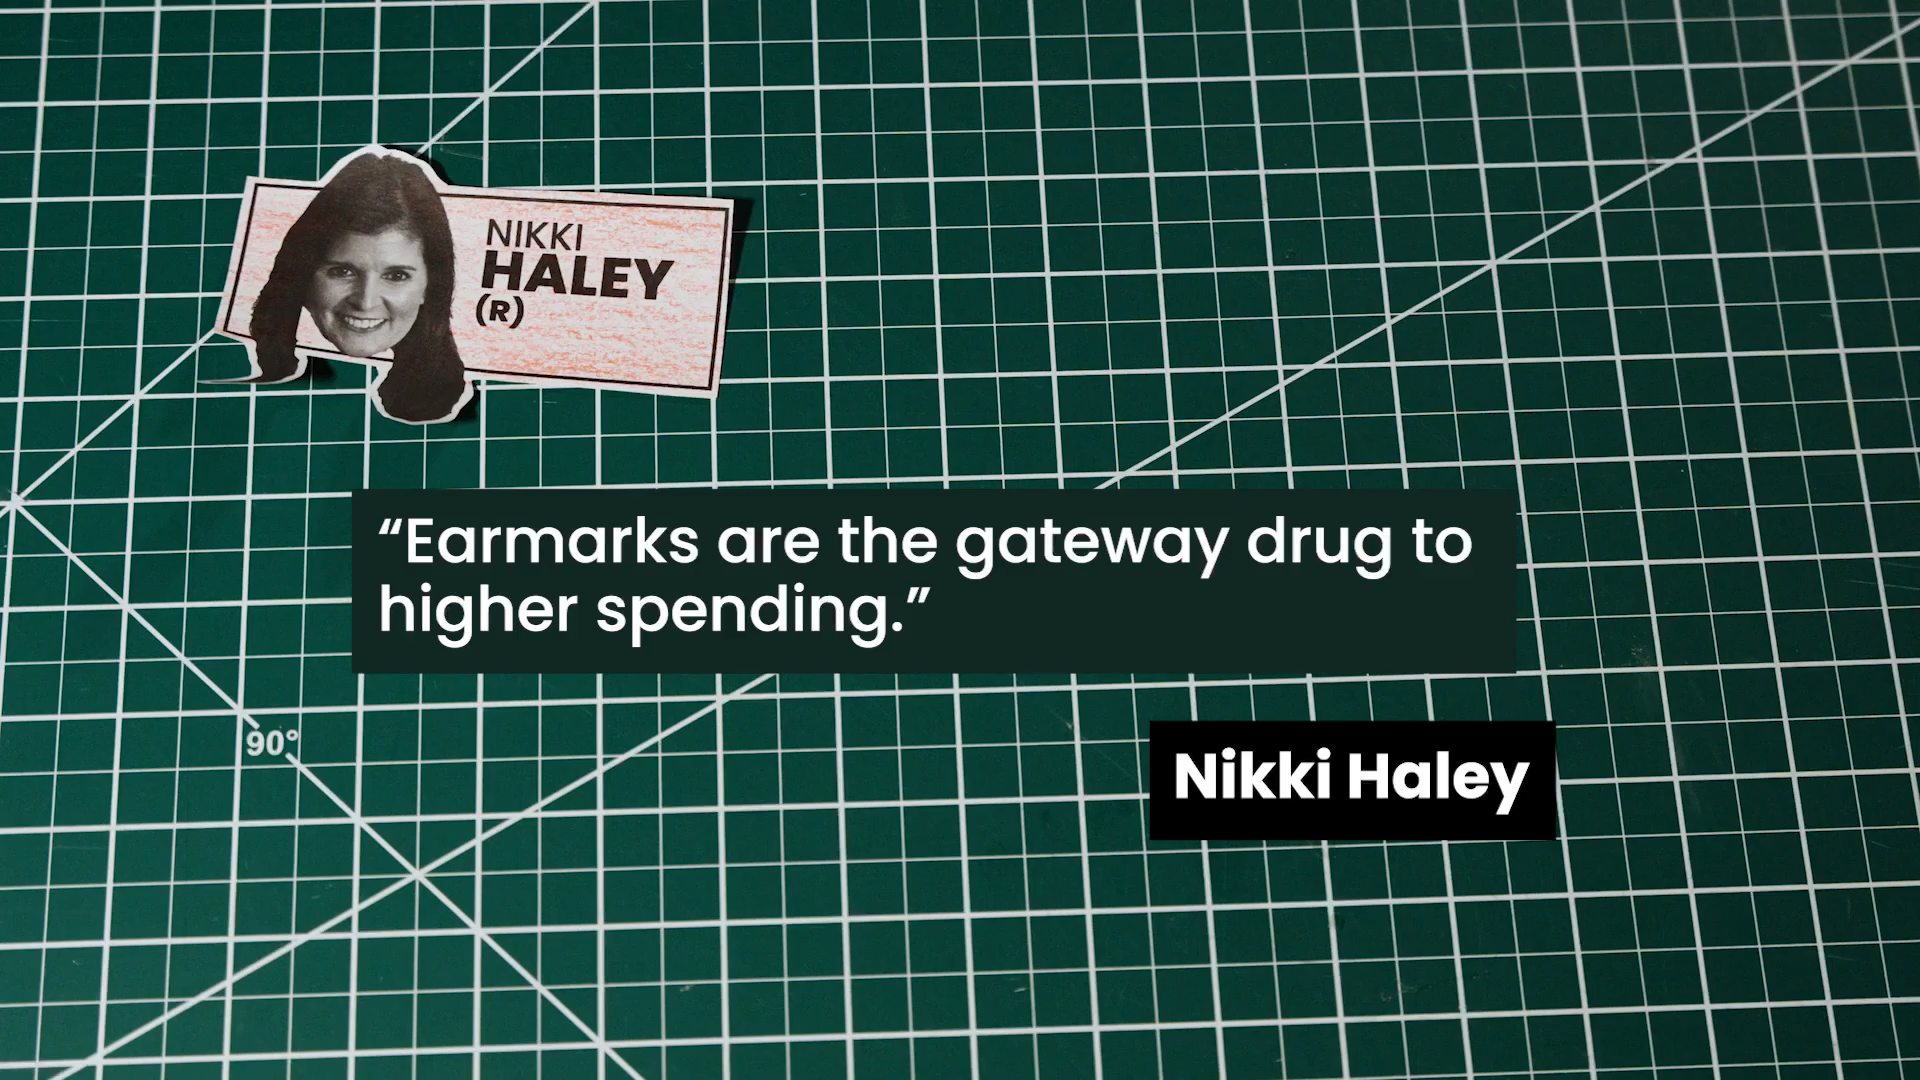 NIKKI
HALEY
(R)
“Earmarks are the gateway drug to
higher spending.”
Nikki Haley
90°